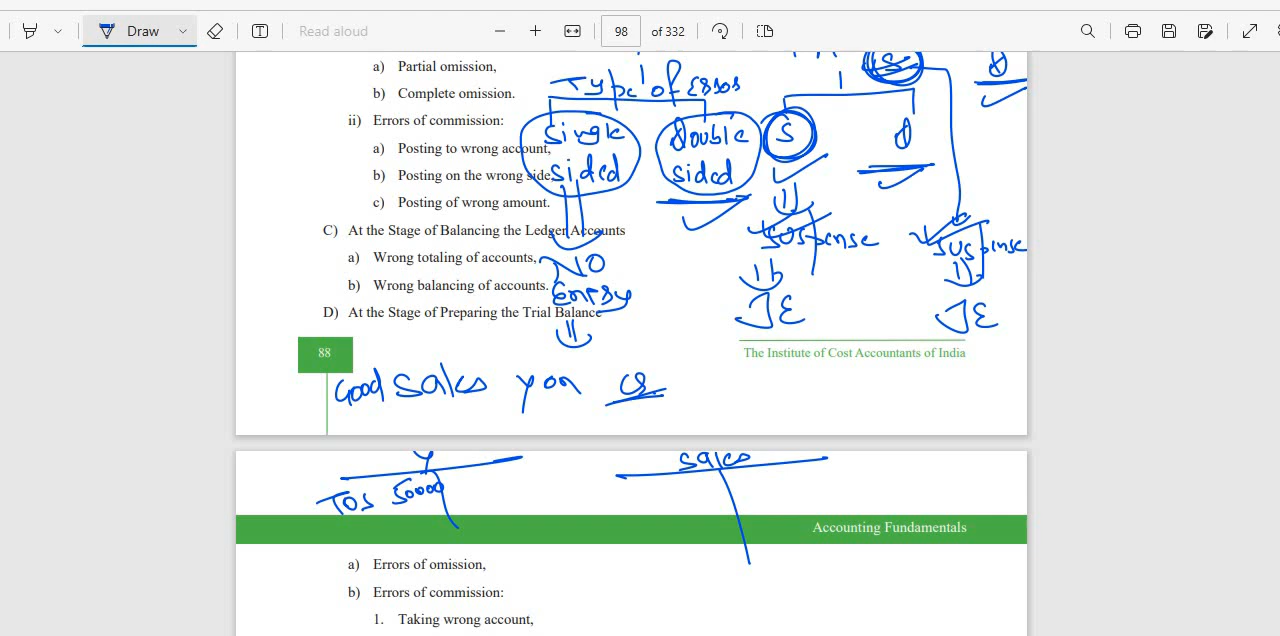 Draw
Read aloud
98 of 332
a) Partial omission,
b) Complete omission.
Type of Errors
S
D
ii) Errors of commission:
a) Posting to wrong account,
b) Posting on the wrong side,
c) Posting of wrong amount.
Single sided
Double sided
S
D
C) At the Stage of Balancing the Ledger Accounts
Suspense
Suspense
a) Wrong totaling of accounts,
b) Wrong balancing of accounts.
NO
Entry
JE
JE
D) At the Stage of Preparing the Trial Balance
88
The Institute of Cost Accountants of India
Good Sales y on Cr
y
Sales
TOS 50000
Accounting Fundamentals
a) Errors of omission,
b) Errors of commission:
1. Taking wrong account,